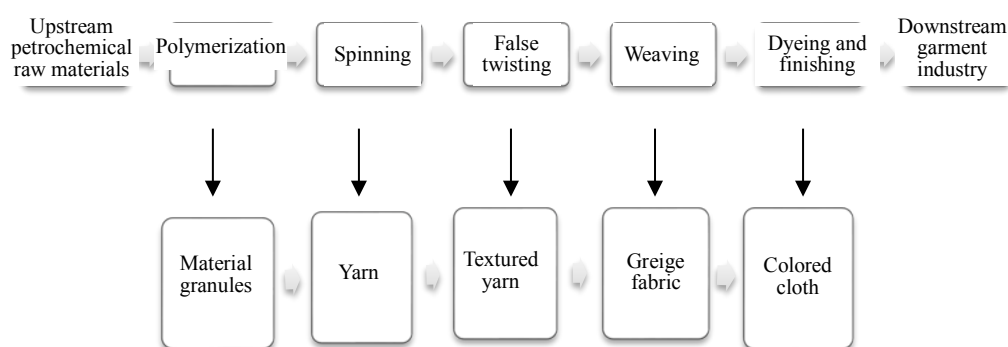 Upstream
petrochemical
raw materials
Polymerization
Spinning
False
twisting
Weaving
Dyeing and
finishing
Downstream
garment
industry
Material
granules
Yarn
Textured
yarn
Greige
fabric
Colored
cloth